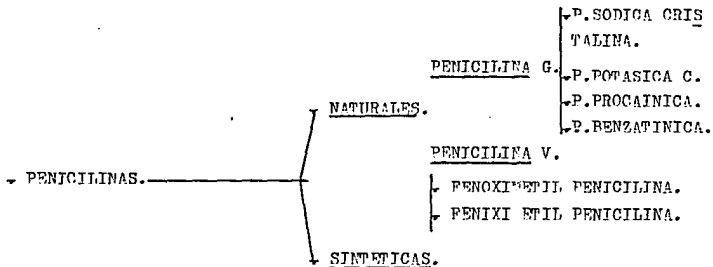 P.SODICA CRIS
TALINA.
PENICILINA G.
P.POTASICA C.
P.PROCAINICA.
P.BENZATINICA.
NATURALES.
PENICILINA V.
PENICILINAS.
FENOXIMETIL PENICILINA.
FENIXI ETIL PENICILINA.
SINTETICAS.